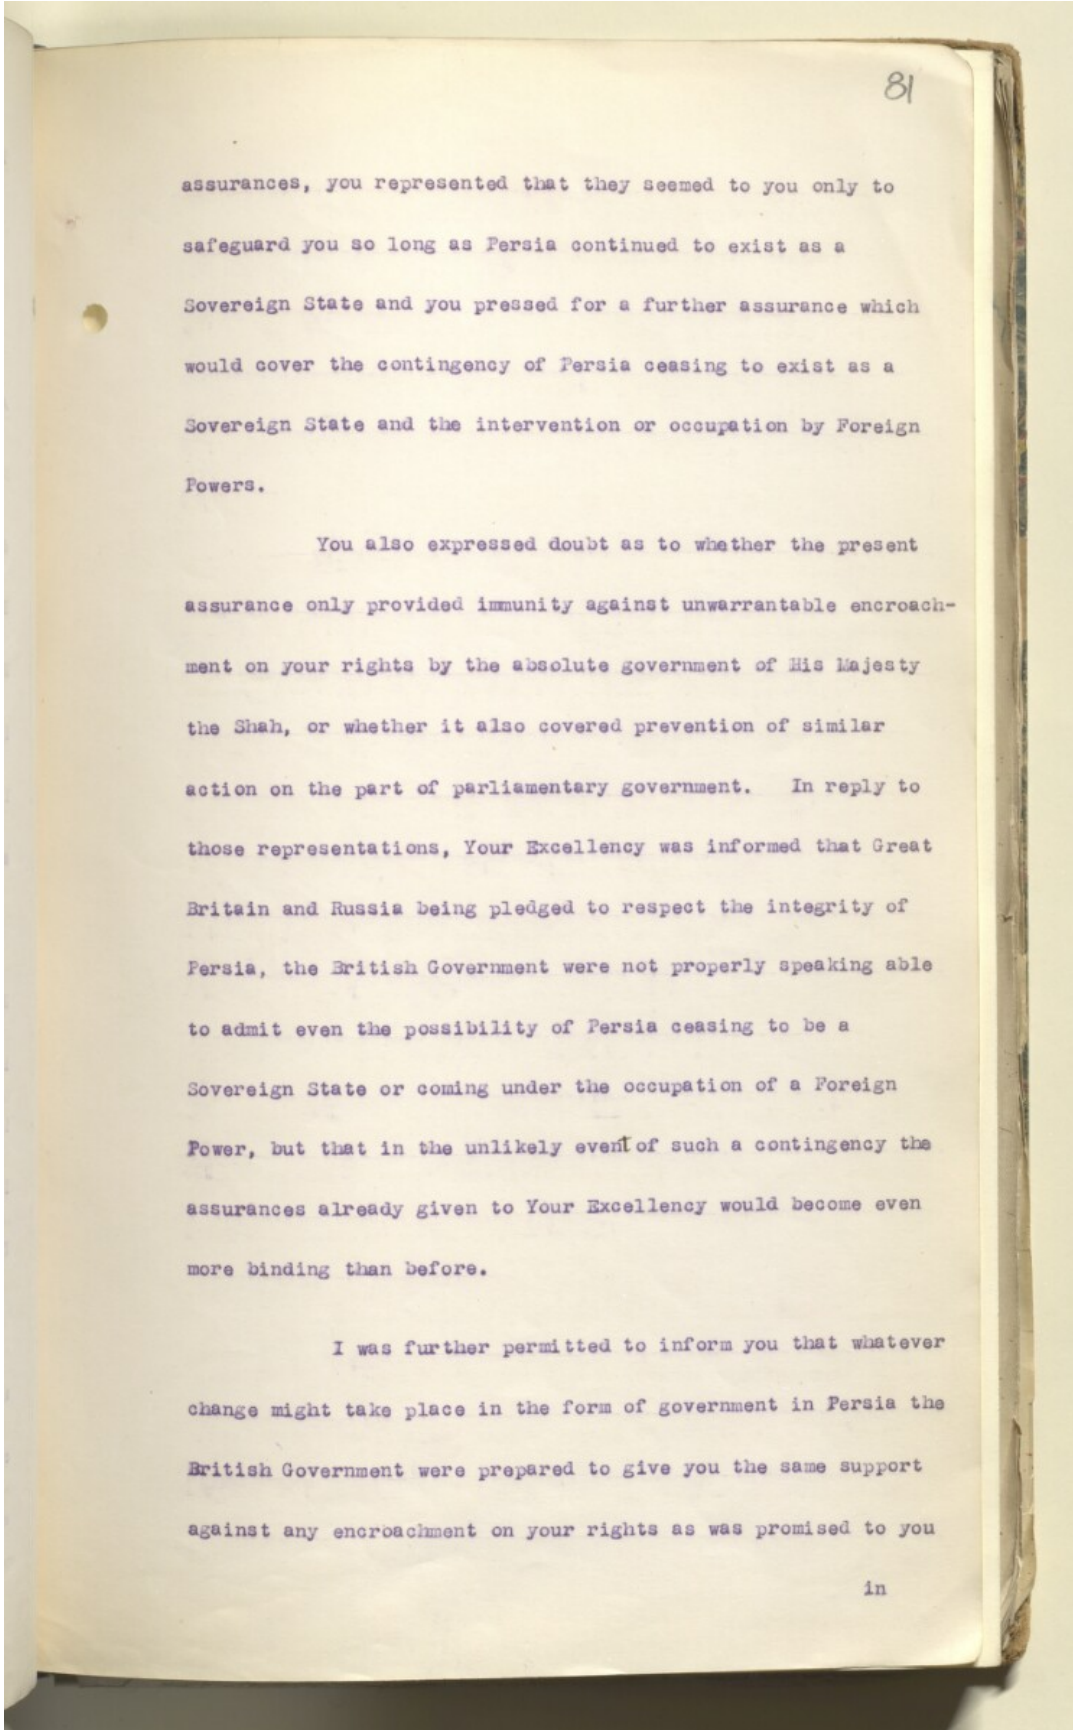 81
assurances, you represented that they seemed to you only to
safeguard you so long as Persia continued to exist as a
Sovereign State and you pressed for a further assurance which
would cover the contingency of Persia ceasing to exist as a
Sovereign State and the intervention or occupation by Foreign
Powers.
You also expressed doubt as to whether the present
assurance only provided immunity against unwarrantable encroach-
ment on your rights by the absolute government of His Majesty
the Shah, or whether it also covered prevention of similar
action on the part of parliamentary government. In reply to
those representations, Your Excellency was informed that Great
Britain and Russia being pledged to respect the integrity of
Persia, the British Government were not properly speaking able
to admit even the possibility of Persia ceasing to be a
Sovereign State or coming under the occupation of a Foreign
Power, but that in the unlikely event of such a contingency the
assurances already given to Your Excellency would become even
more binding than before.
I was further permitted to inform you that whatever
change might take place in the form of government in Persia the
British Government were prepared to give you the same support
against any encroachment on your rights as was promised to you
in